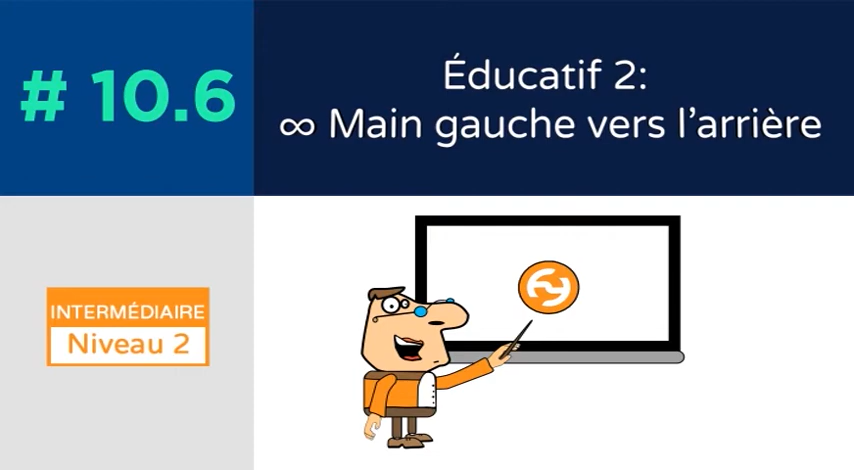 # 10.6
Éducatif 2:
∞ Main gauche vers l'arrière
INTERMÉDIAIRE
Niveau 2